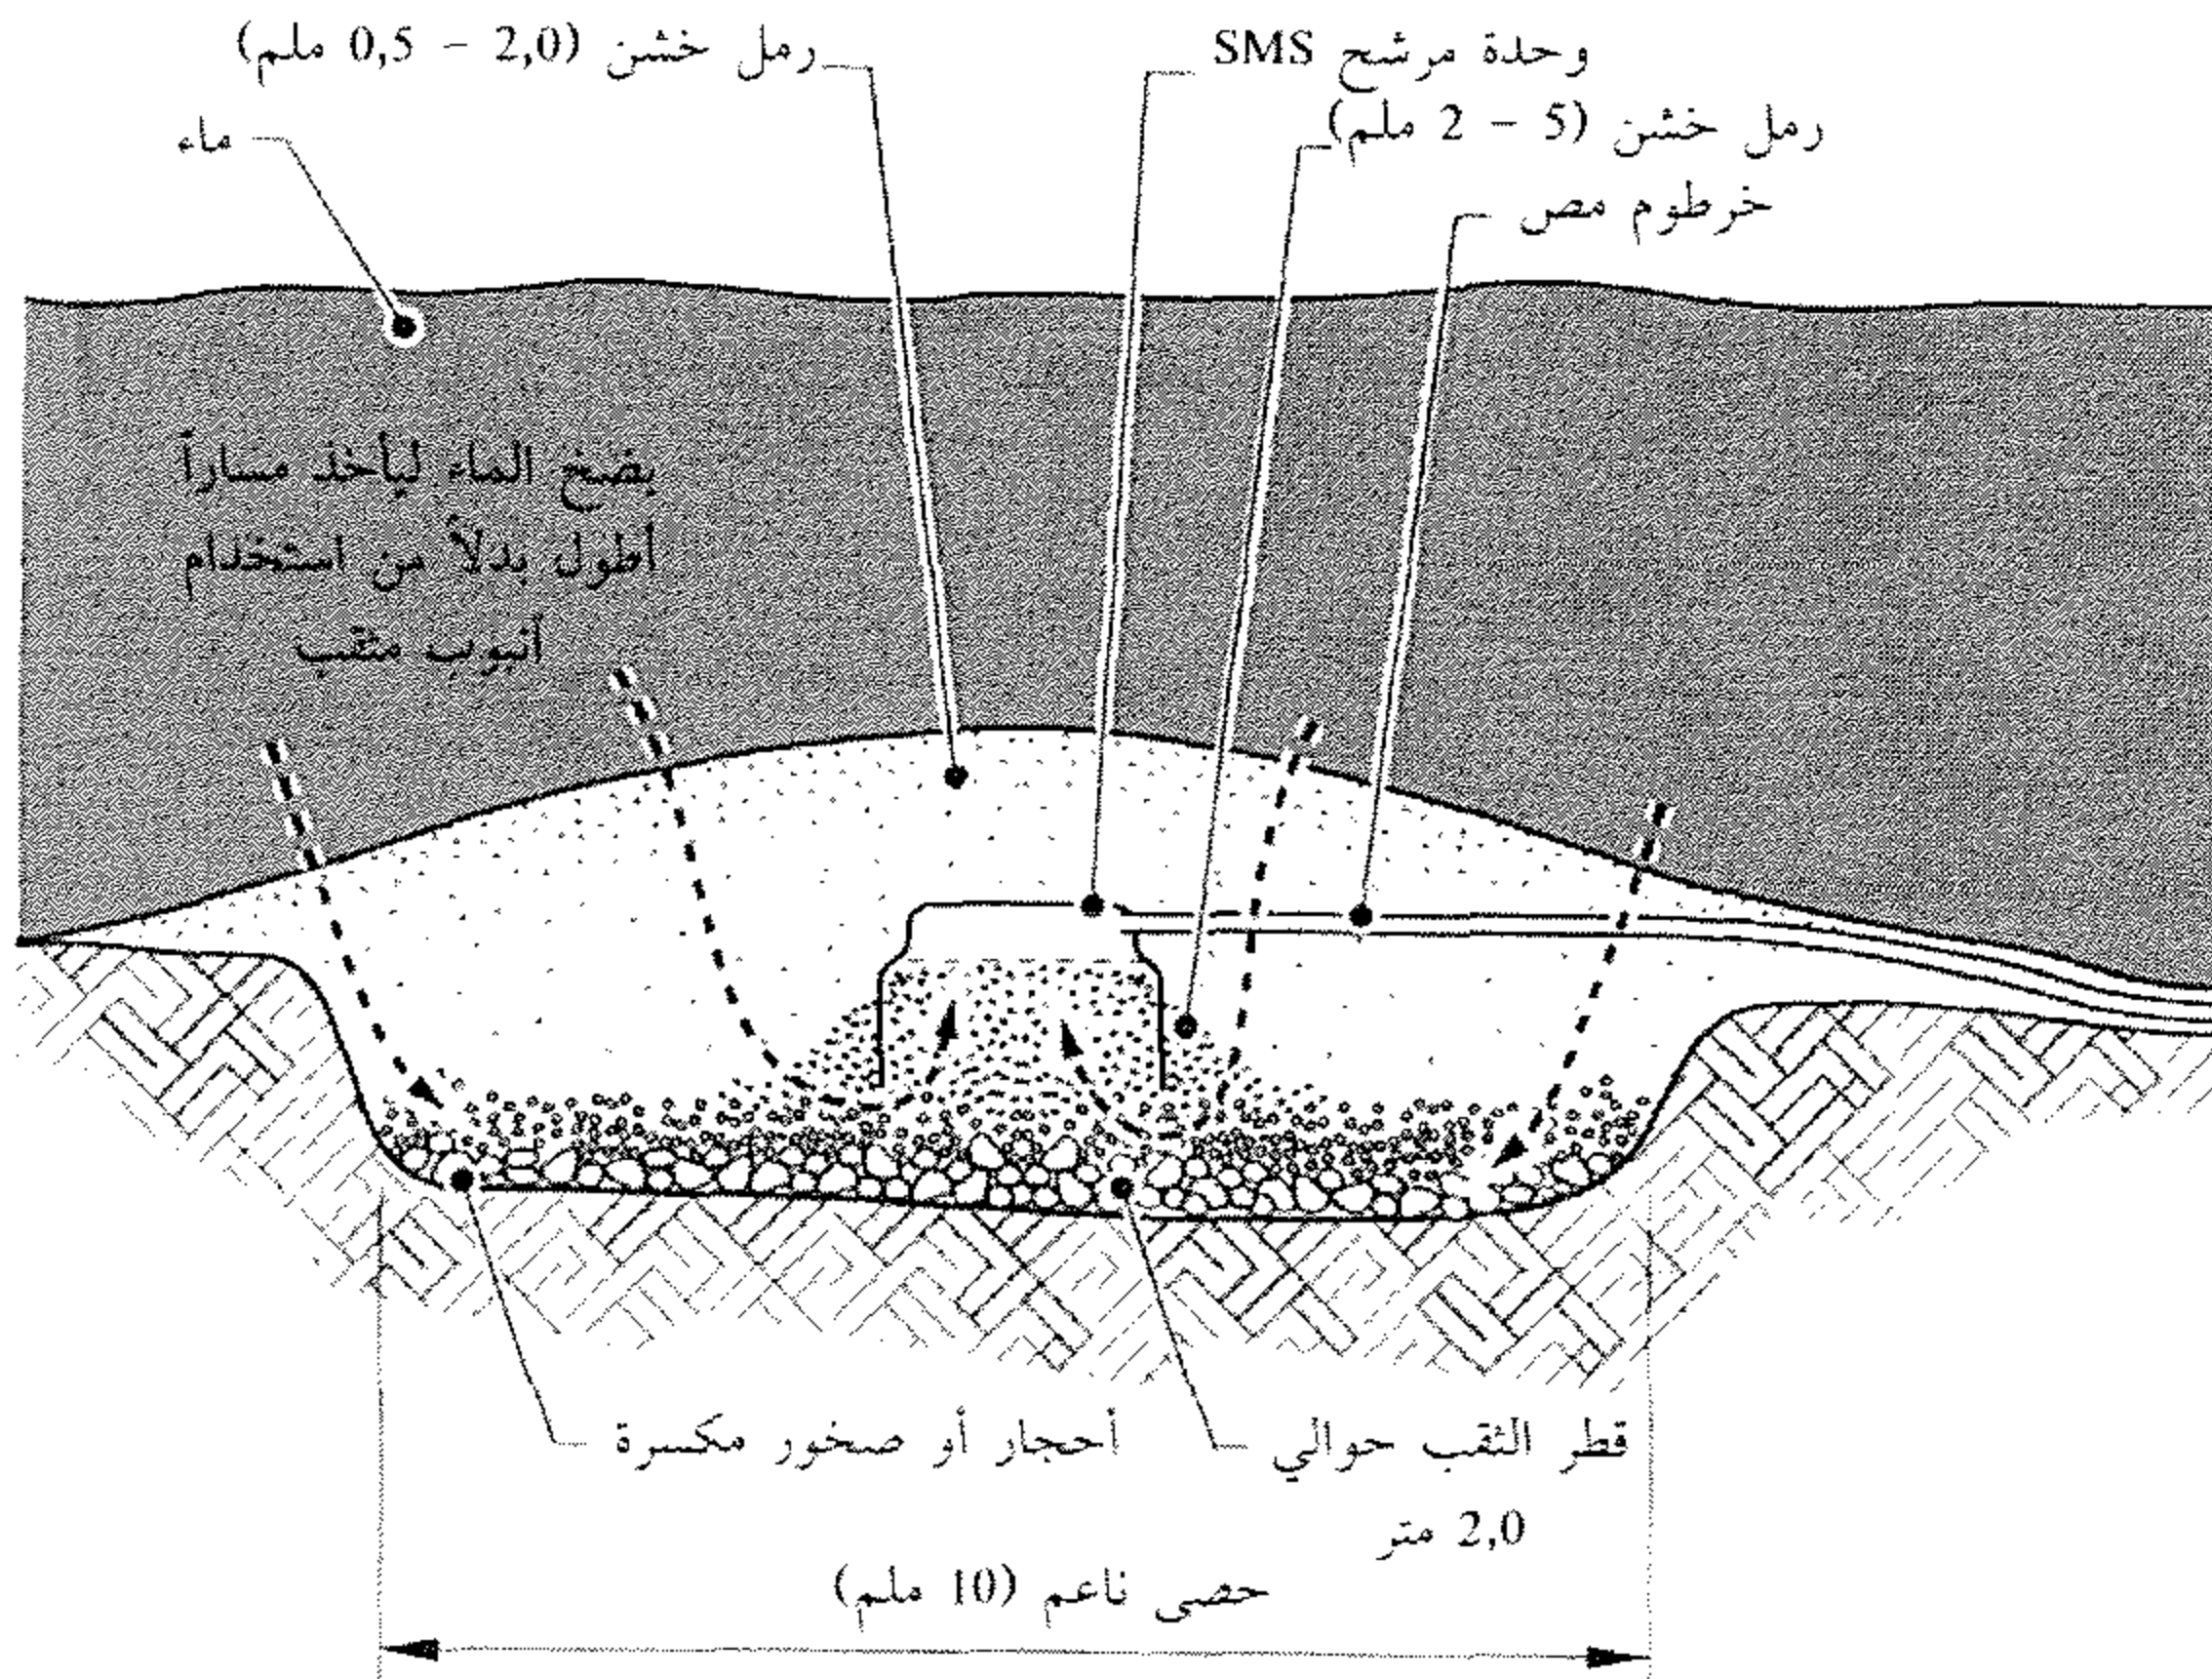 رمل خشن (0,5 - 2,0 ملم)
وحدة مرشح SMS
ماء
رمل خشن (2 - 5 ملم)
خرطوم مص
يضخ الماء ليأخذ مساراً
أطول بدلاً من استخدام
أنبوب مثقب
قطر الثقب حوالي
2,0 متر
أحجار أو صخور مكسرة
حصى ناعم (10 ملم)